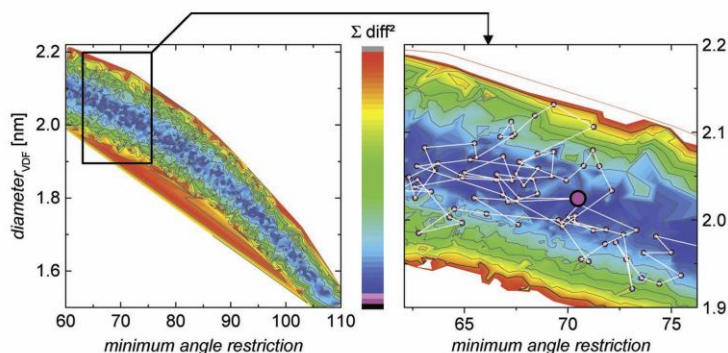 Σ diff²
2.2
2.0
1.8
1.6
diameter_VDF [nm]
60 70 80 90 100 110
minimum angle restriction
2.2
2.1
2.0
1.9
65 70 75
minimum angle restriction